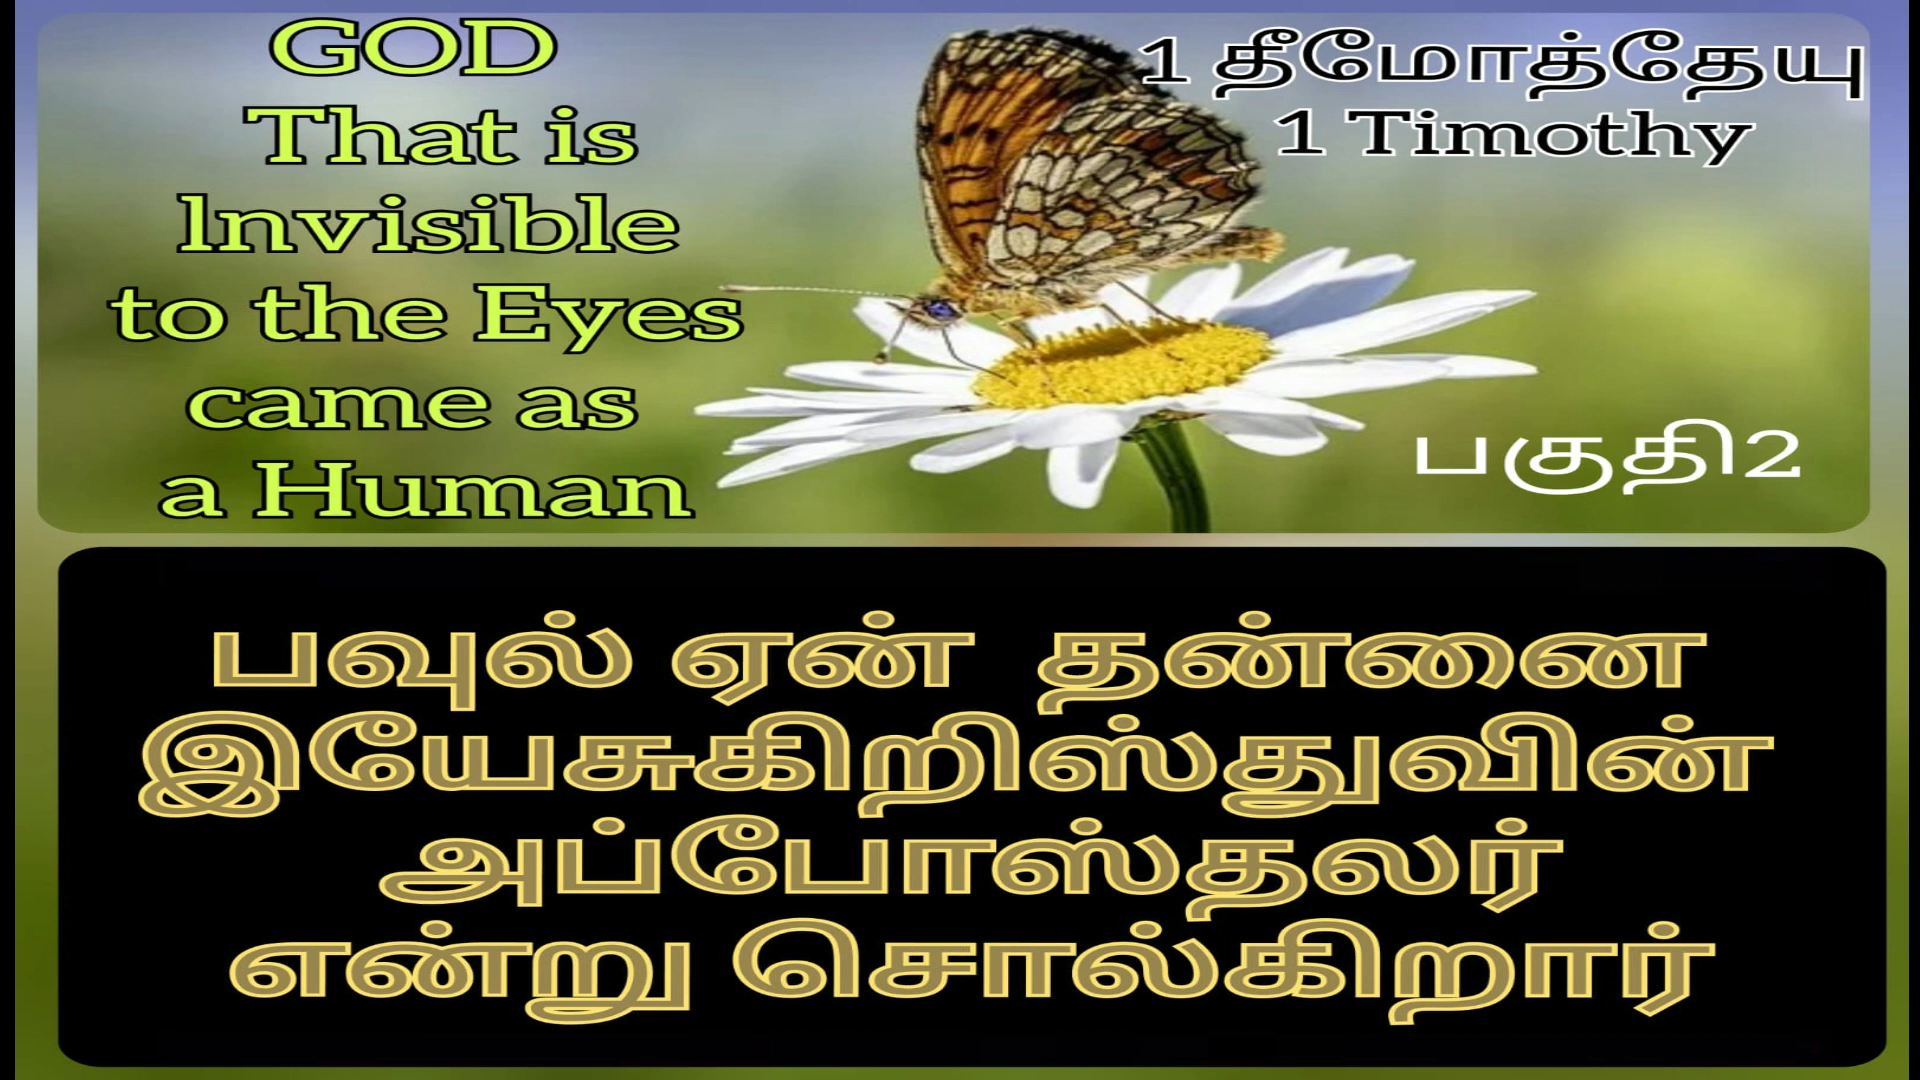 GOD
That is
lnvisible
to the Eyes
came as
a Human
1 தீமோத்தேயு
1 Timothy
பகுதி2
பவுல் ஏன் தன்னை
இயேசுகிறிஸ்துவின்
அப்போஸ்தலர்
என்று சொல்கிறார்